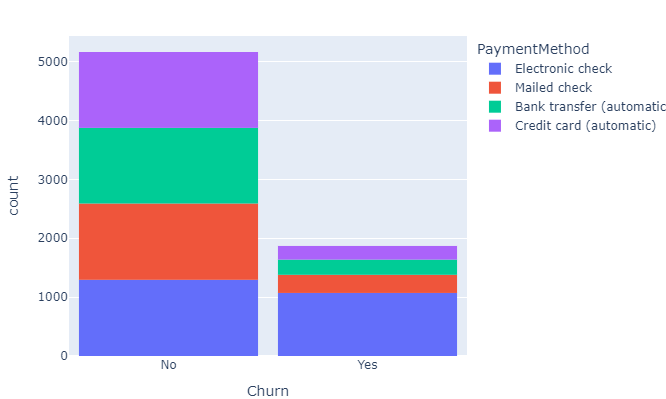 5000
4000
3000
2000
1000
0
count
No
Yes
Churn
PaymentMethod
Electronic check
Mailed check
Bank transfer (automatic
Credit card (automatic)